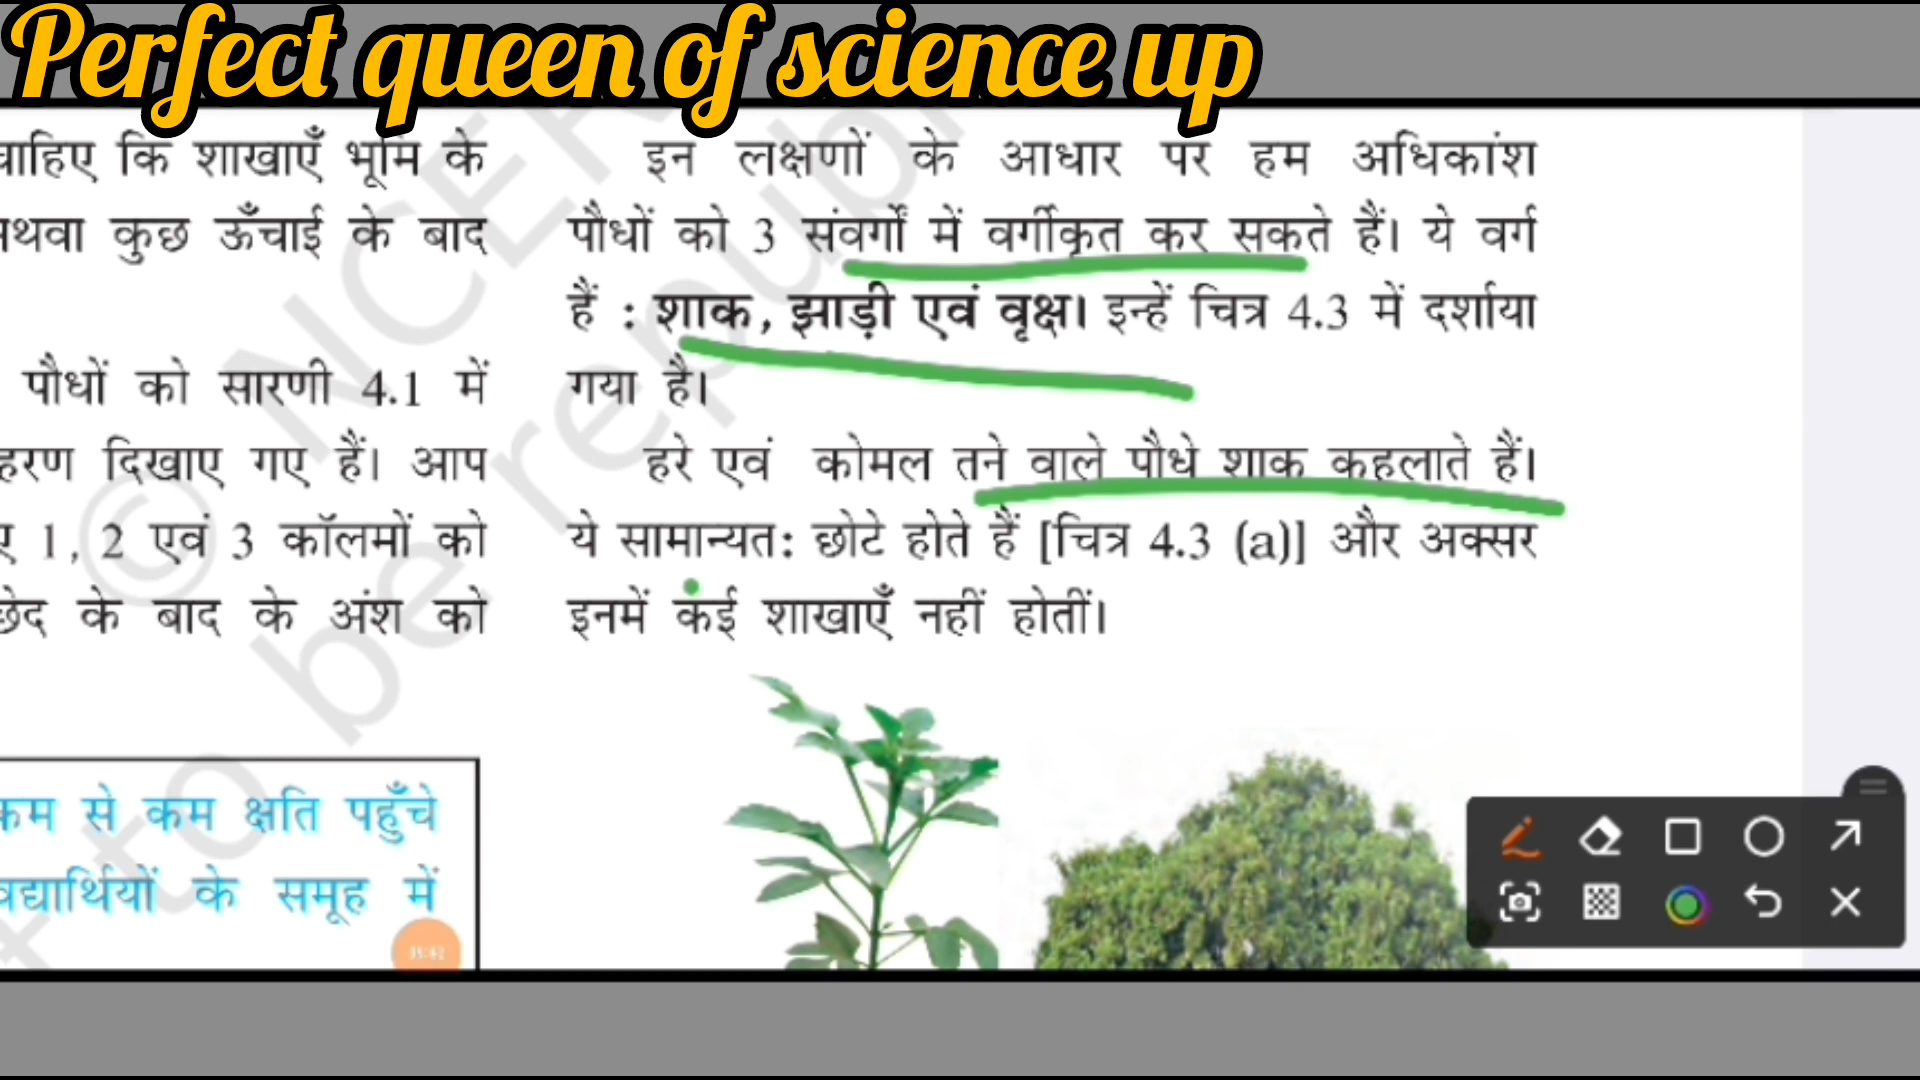 Perfect queen of science up
चाहिए कि शाखाएँ भूमि के
अथवा कुछ ऊँचाई के बाद
पौधों को सारणी 4.1 में
दिखाए गए हैं। आप
1, 2 एवं 3 कॉलमों को
के बाद के अंश को
कम से कम क्षति पहुँचे
के समूह में
इन लक्षणों के आधार पर हम अधिकांश
पौधों को 3 संवर्गों में वर्गीकृत कर सकते हैं। ये वर्ग
हैं : शाक, झाड़ी एवं वृक्ष। इन्हें चित्र 4.3 में दर्शाया
गया है।
हरे एवं कोमल तने वाले पौधे शाक कहलाते हैं।
ये सामान्यत: छोटे होते हैं [चित्र 4.3 (a)] और अक्सर
इनमें कई शाखाएँ नहीं होतीं।